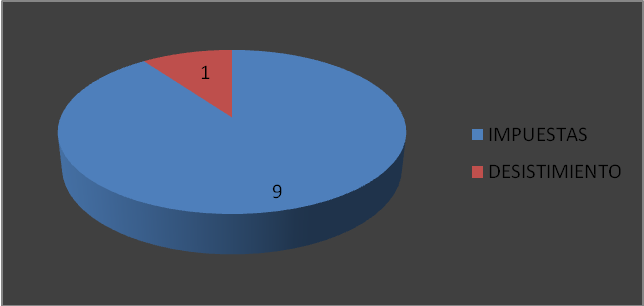 1
IMPUESTAS
DESISTIMIENTO
9